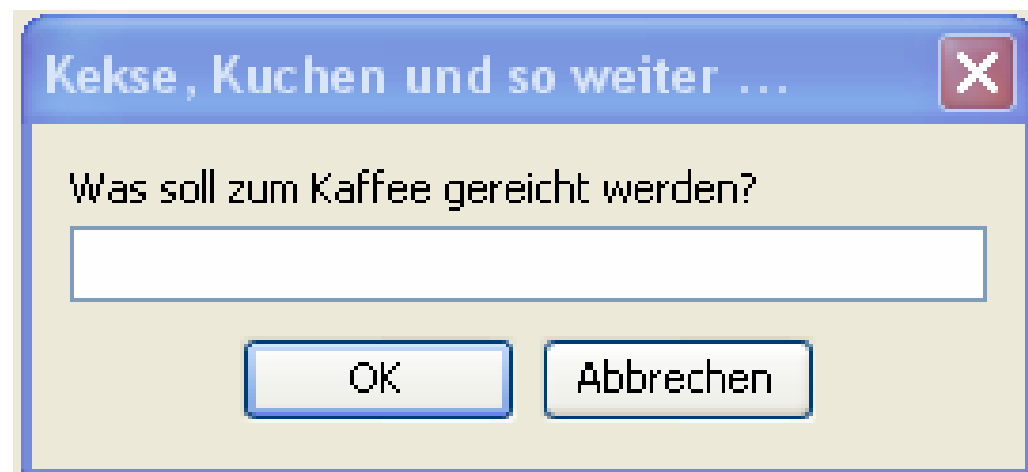 Kekse, Kuchen und so weiter ...
Was soll zum Kaffee gereicht werden?
OK Abbrechen